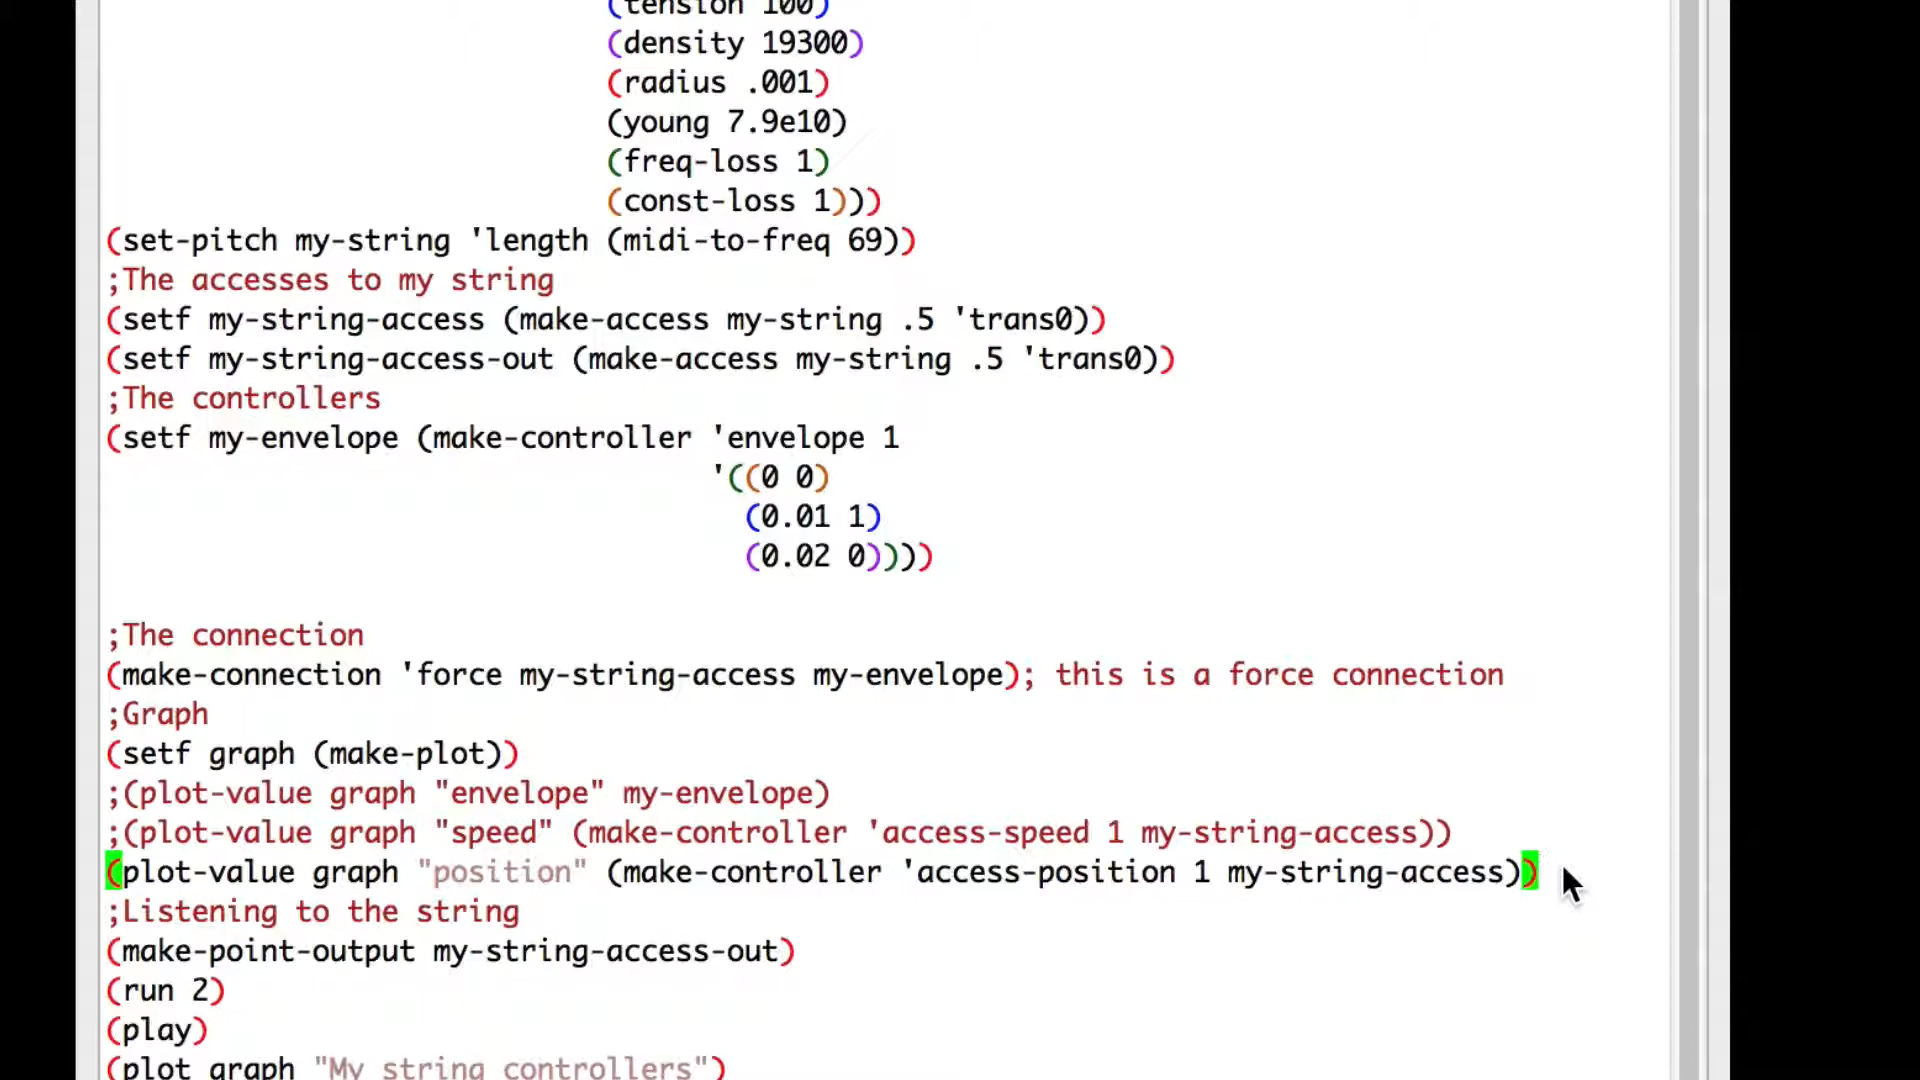 (tension 100)
(density 19300)
(radius .001)
(young 7.9e10)
(freq-loss 1)
(const-loss 1)))
(set-pitch my-string 'length (midi-to-freq 69))
;The accesses to my string
(setf my-string-access (make-access my-string .5 'trans0))
(setf my-string-access-out (make-access my-string .5 'trans0))
;The controllers
(setf my-envelope (make-controller 'envelope 1
'((0 0)
(0.01 1)
(0.02 0))))
;The connection
(make-connection 'force my-string-access my-envelope); this is a force connection
;Graph
(setf graph (make-plot))
;(plot-value graph "envelope" my-envelope)
;(plot-value graph "speed" (make-controller 'access-speed 1 my-string-access))
(plot-value graph "position" (make-controller 'access-position 1 my-string-access))
;Listening to the string
(make-point-output my-string-access-out)
(run 2)
(play)
(plot graph "My string controllers")